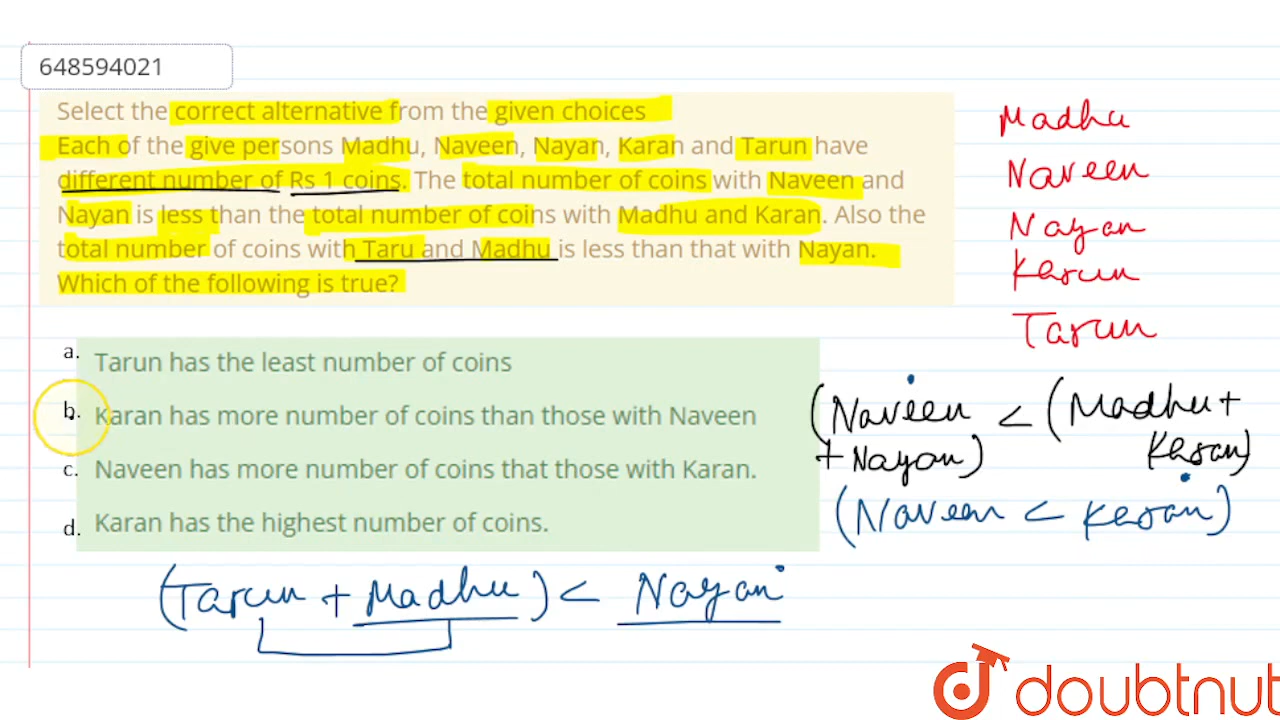 648594021
Select the correct alternative from the given choices
Each of the give persons Madhu, Naveen, Nayan, Karan and Tarun have
different number of Rs 1 coins. The total number of coins with Naveen and
Nayan is less than the total number of coins with Madhu and Karan. Also the
total number of coins with Taru and Madhu is less than that with Nayan.
Which of the following is true?
Madhu
Naveen
Nayan
Karan
Tarun
a. Tarun has the least number of coins
b. Karan has more number of coins than those with Naveen
c. Naveen has more number of coins that those with Karan.
d. Karan has the highest number of coins.
(Naveen < (Madhu +
+ Nayan) Karan)
(Naveen < Karan)
(Tarun + Madhu) < Nayan
doubtnut